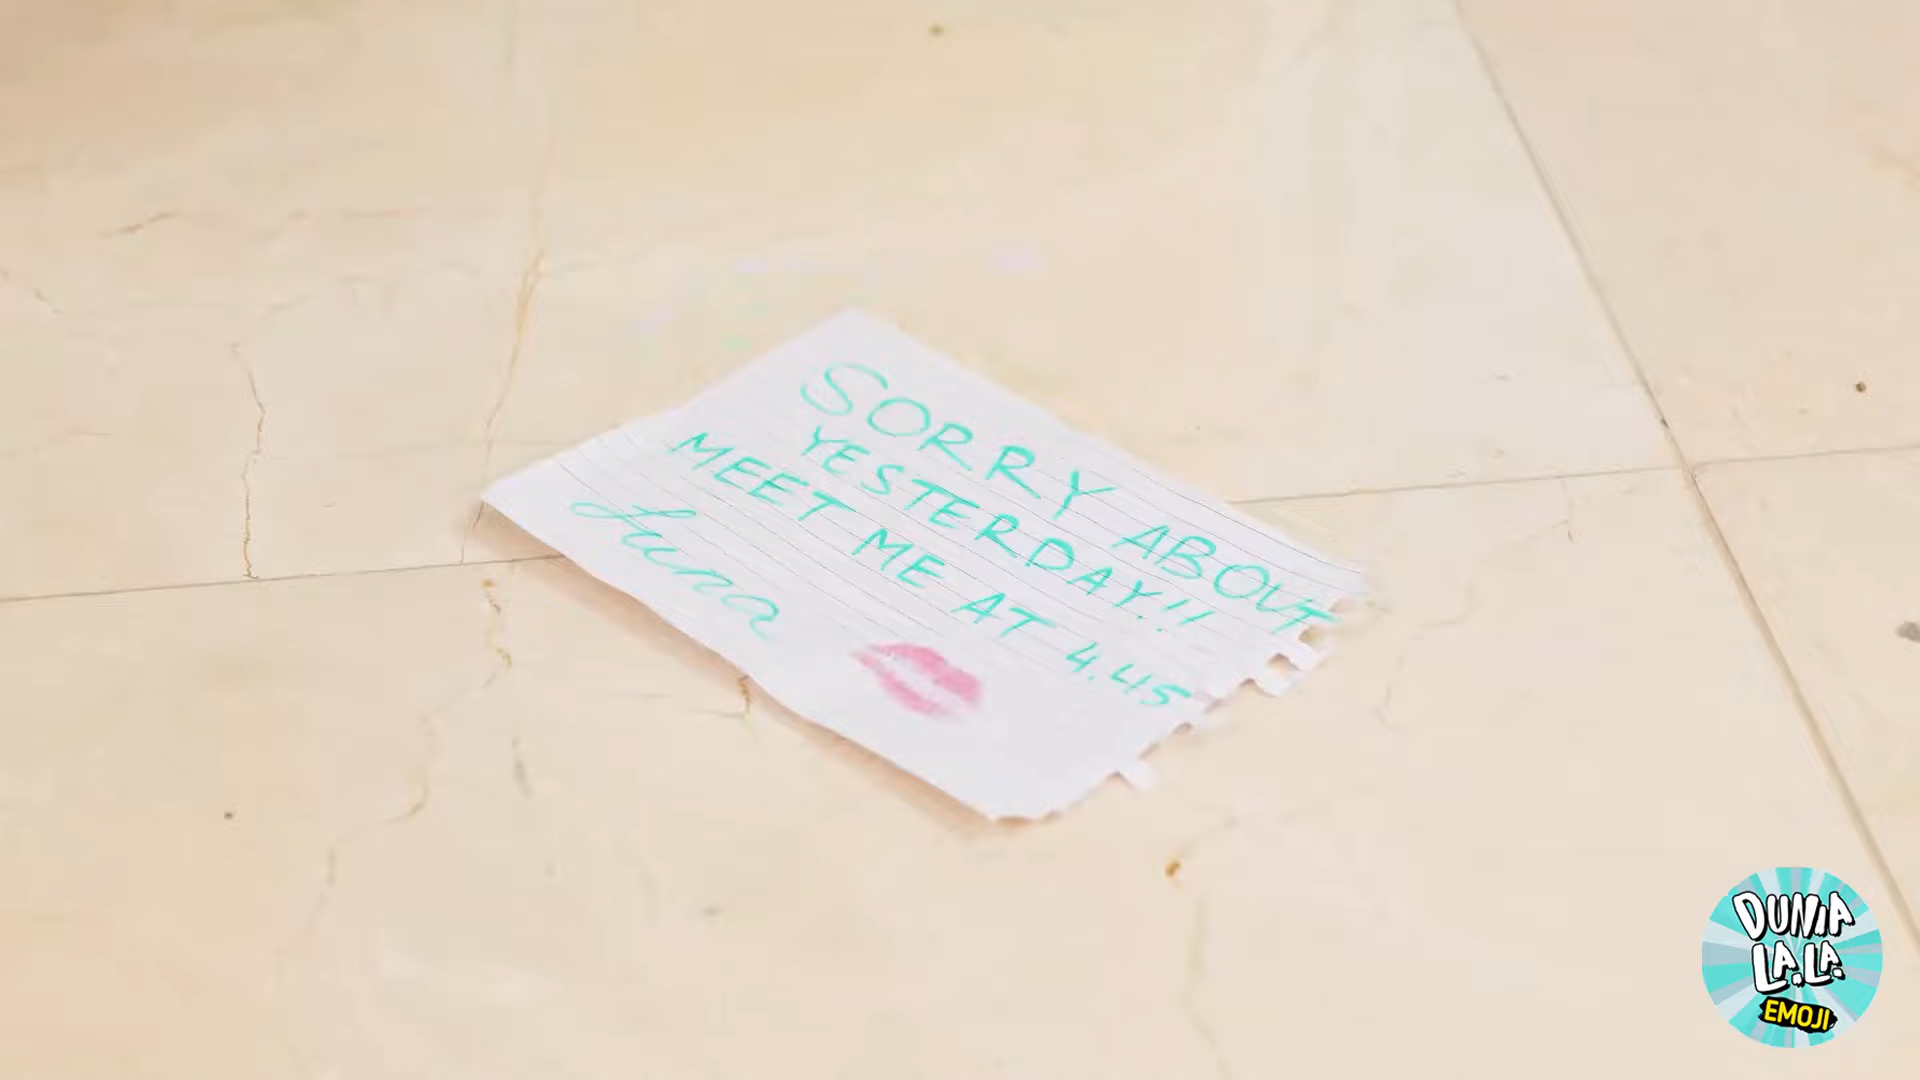 SORRY ABOUT
YESTERDAY!!
MEET ME AT 4.45
Luna
DUNIA
LA.LA.
EMOJI